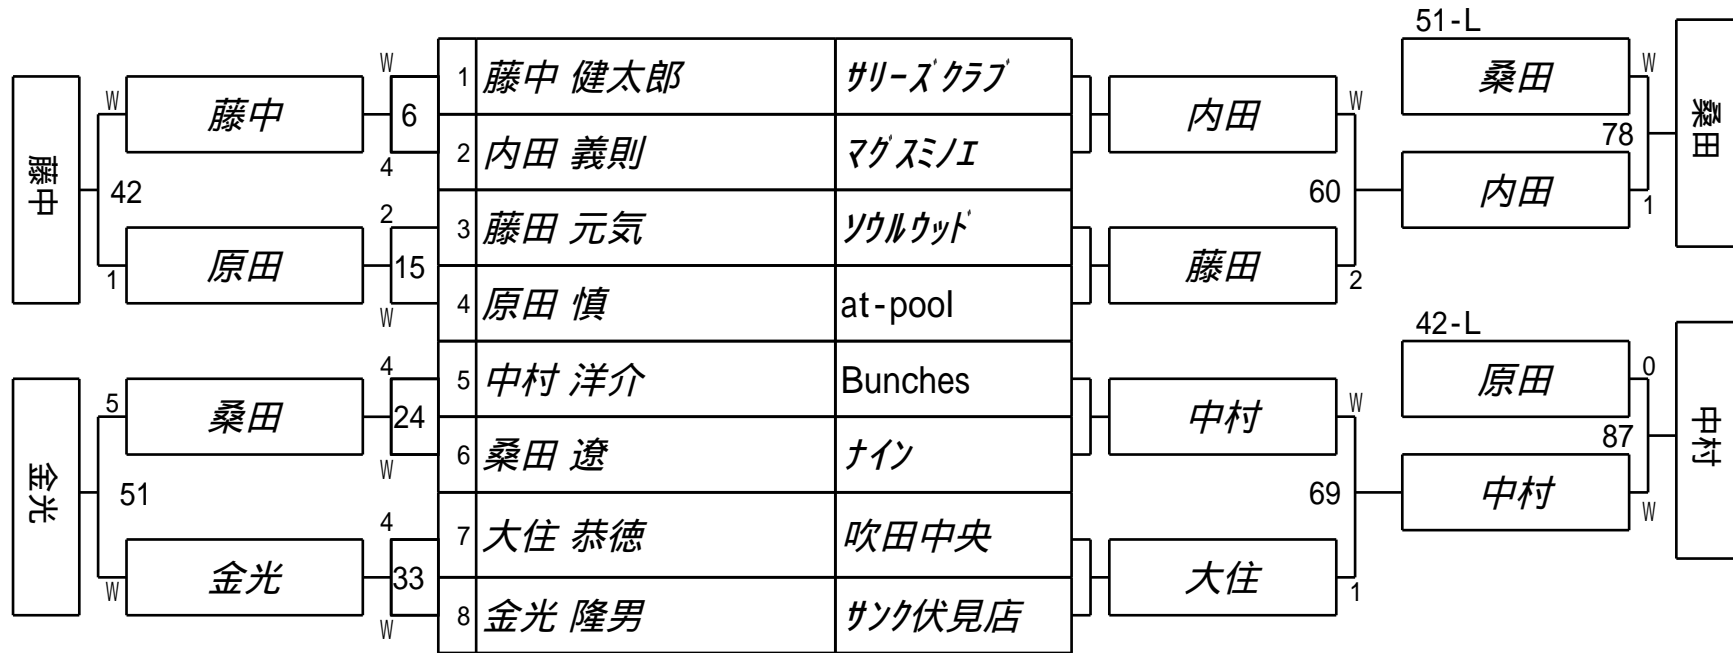 51-L
W
1 藤中 健太郎 サリーズクラブ
W
桑田
W
藤中
6
内田
W
桑田
2 内田 義則 マグスミノエ
78
4
藤中
42
60
内田
1
2
3 藤田 元気 ソウルウッド
原田
15
藤田
1
2
4 原田 慎 at-pool
W
42-L
4
5 中村 洋介 Bunches
原田
0
5
桑田
24
中村
W
中村
6 桑田 遼 ナイン
87
W
金光
51
69
中村
W
4
7 大住 恭徳 吹田中央
金光
33
大住
W
1
8 金光 隆男 サンク伏見店
W